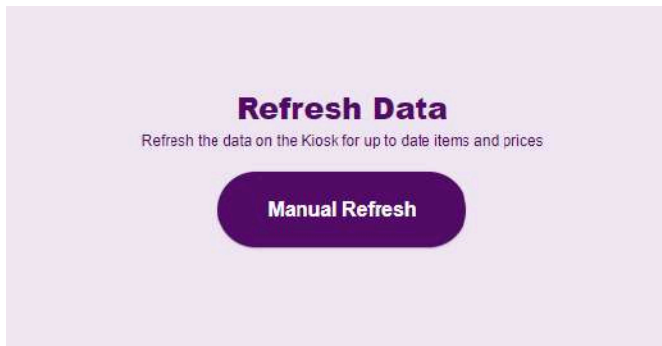 Refresh Data
Refresh the data on the Kiosk for up to date items and prices
Manual Refresh